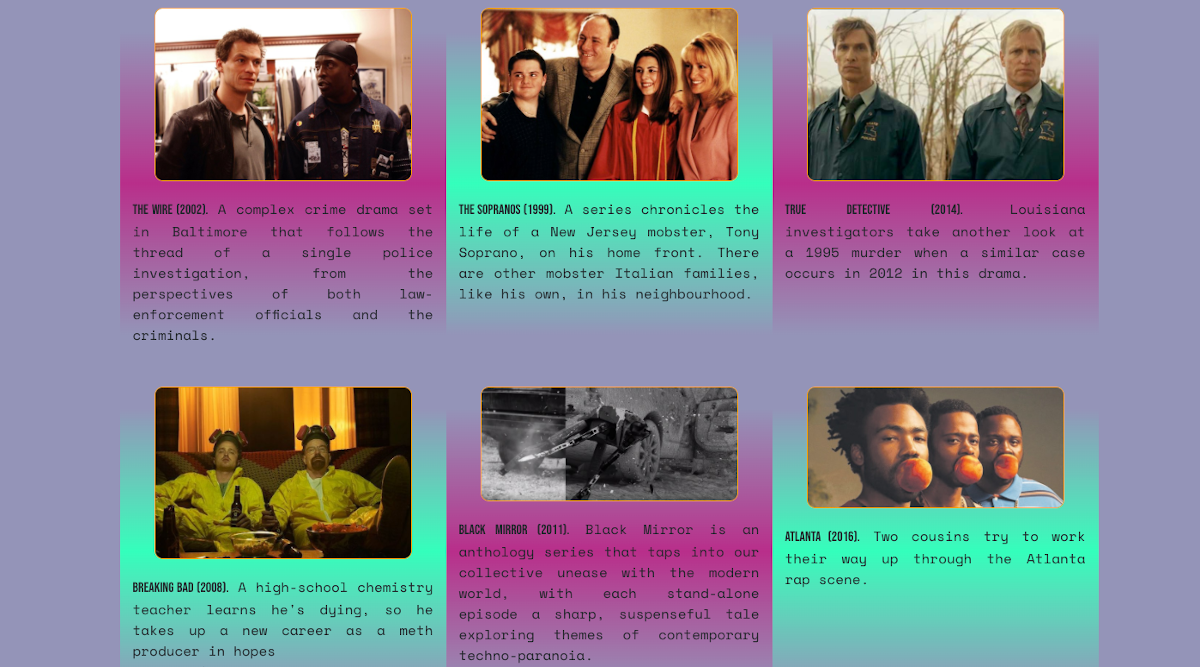 THE WIRE (2002). A complex crime drama set
in Baltimore that follows the
thread of a single police
investigation, from the
perspectives of both law-
enforcement officials and the
criminals.
THE SOPRANOS (1999). A series chronicles the
life of a New Jersey mobster, Tony
Soprano, on his home front. There
are other mobster Italian families,
like his own, in his neighbourhood.
TRUE DETECTIVE (2014). Louisiana
investigators take another look at
a 1995 murder when a similar case
occurs in 2012 in this drama.
BREAKING BAD (2008). A high-school chemistry
teacher learns he's dying, so he
takes up a new career as a meth
producer in hopes
BLACK MIRROR (2011). Black Mirror is an
anthology series that taps into our
collective unease with the modern
world, with each stand-alone
episode a sharp, suspenseful tale
exploring themes of contemporary
techno-paranoia.
ATLANTA (2016). Two cousins try to work
their way up through the Atlanta
rap scene.